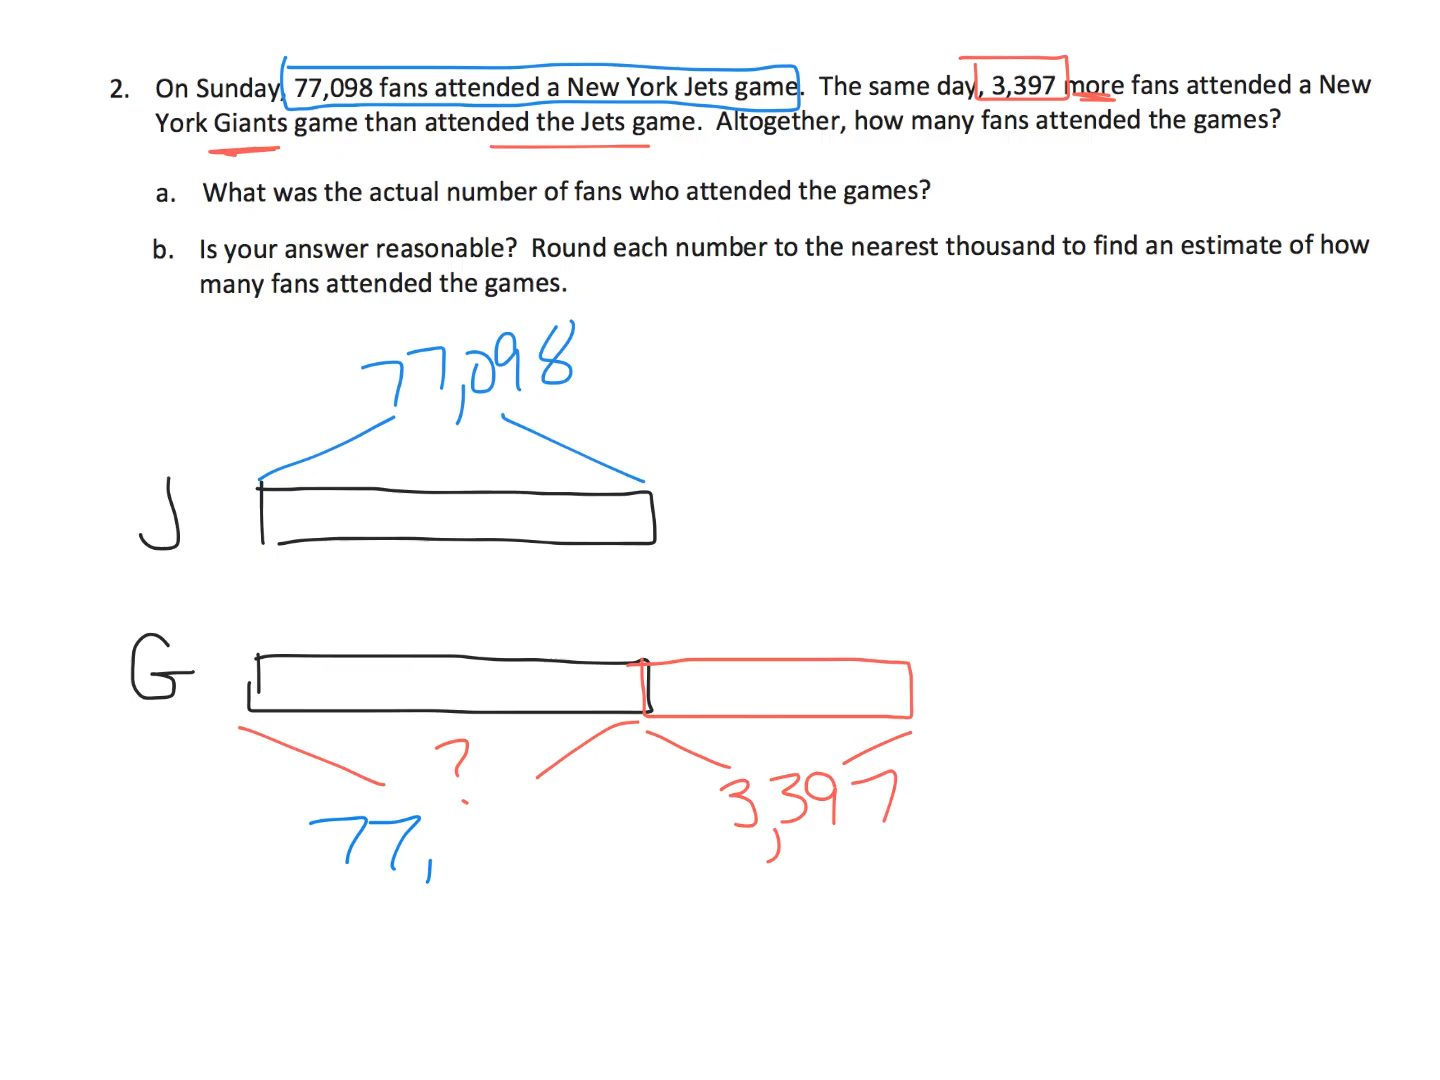 2. On Sunday, 77,098 fans attended a New York Jets game. The same day, 3,397 more fans attended a New
York Giants game than attended the Jets game. Altogether, how many fans attended the games?
a. What was the actual number of fans who attended the games?
b. Is your answer reasonable? Round each number to the nearest thousand to find an estimate of how
many fans attended the games.
77,098
J
G
?
3,397
77,